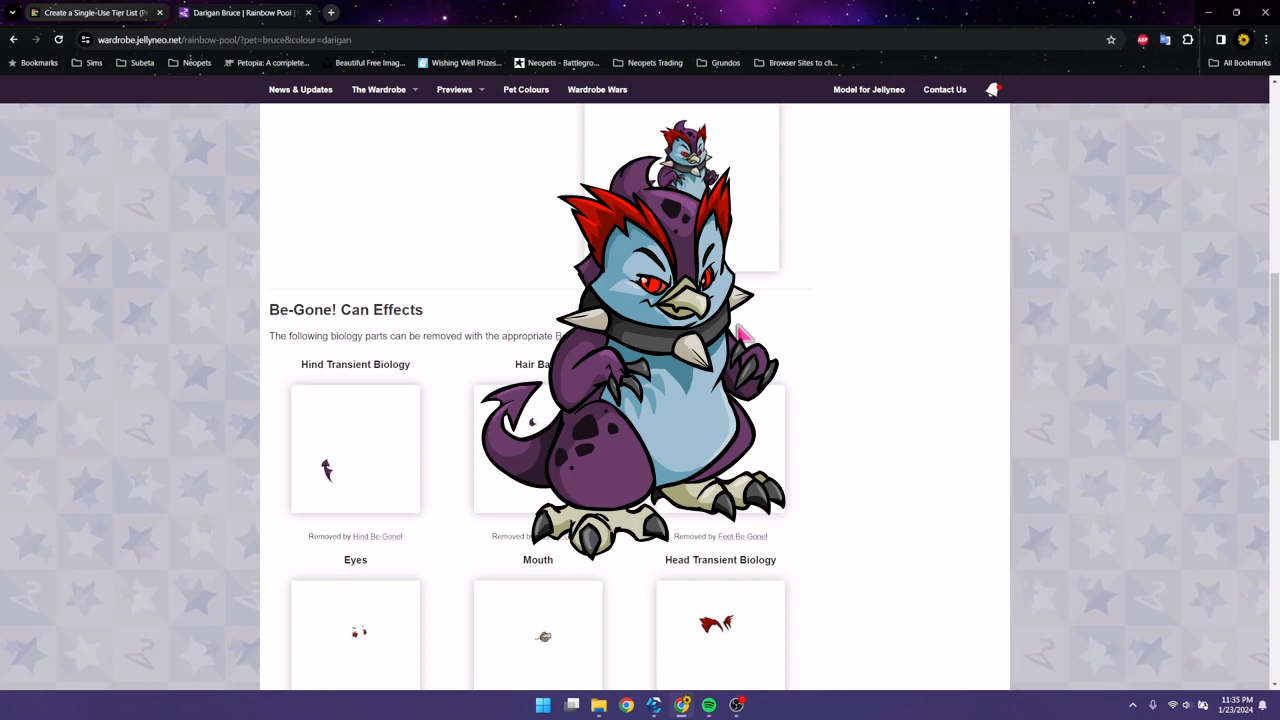 Create a Single-Use Tier List (P
Darigan Bruce | Rainbow Pool |
wardrobe.jellyneo.net/rainbow-pool/?pet=bruce&colour=darigan
Bookmarks Sims Subeta Neopets Petopia: A complete... Beautiful Free Imag... Wishing Well Prizes... Neopets - Battlegro... Neopets Trading Grundos Browser Sites to ch... All Bookmarks
News & Updates The Wardrobe Previews Pet Colours Wardrobe Wars Model for Jellyneo Contact Us
Be-Gone! Can Effects
The following biology parts can be removed with the appropriate
Hind Transient Biology Hair
Removed by Hind Be-Gone! Removed Removed by Feet Be-Gone!
Eyes Mouth Head Transient Biology
11:35 PM
1/23/2024